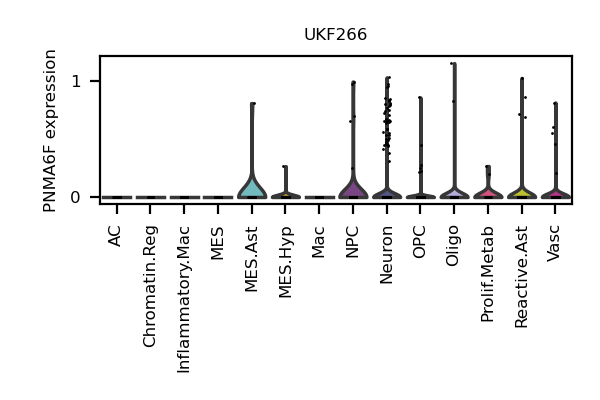 UKF266
PNMA6F expression
1
0
AC
Chromatin.Reg
Inflammatory.Mac
MES
MES.Ast
MES.Hyp
Mac
NPC
Neuron
OPC
Oligo
Prolif.Metab
Reactive.Ast
Vasc